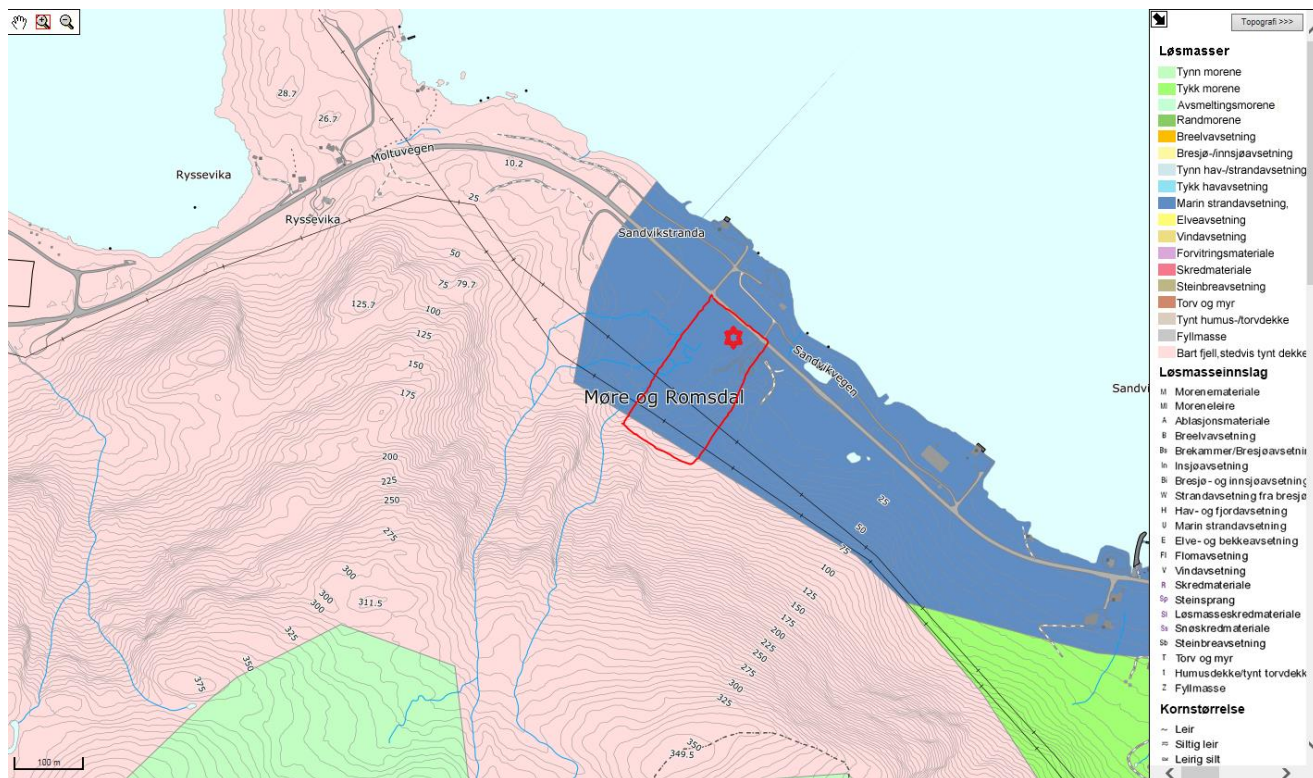 28.7
26.7
Moltuvegen
10.2
Ryssevika
Ryssevika
25
Sandvikstranda
50
75
79.7
125.7
100
125
150
175
Sandvikvegen
Møre og Romsdal
Sandvi
200
225
250
275
25
50
75
100
125
150
175
200
225
250
275
300
325
300
300
300
311.5
325
350
375
350
349.5
100 m
Topografi >>>
Løsmasser
Tynn morene
Tykk morene
Avsmeltingsmorene
Randmorene
Breelvavsetning
Bresjø-/innsjøavsetning
Tynn hav-/strandavsetning
Tykk havavsetning
Marin strandavsetning,
Elveavsetning
Vindavsetning
Forvitringsmateriale
Skredmateriale
Steinbreavsetning
Torv og myr
Tynt humus-/torvdekke
Fyllmasse
Bart fjell,stedvis tynt dekke
Løsmasseinnslag
M Morenemateriale
Ml Moreneleire
A Ablasjonsmateriale
B Breelvavsetning
Bs Brekammer/Bresjøavsetnin
In Insjøavsetning
Bi Bresjø- og innsjøavsetning
W Strandavsetning fra bresjø
H Hav- og fjordavsetning
U Marin strandavsetning
E Elve- og bekkeavsetning
Fl Flomavsetning
V Vindavsetning
R Skredmateriale
Sp Steinsprang
Sl Løsmasseskredmateriale
Ss Snøskredmateriale
Sb Steinbreavsetning
T Torv og myr
1 Humusdekke/tynt torvdekk
Z Fyllmasse
Kornstørrelse
Leir
Siltig leir
Leirig silt